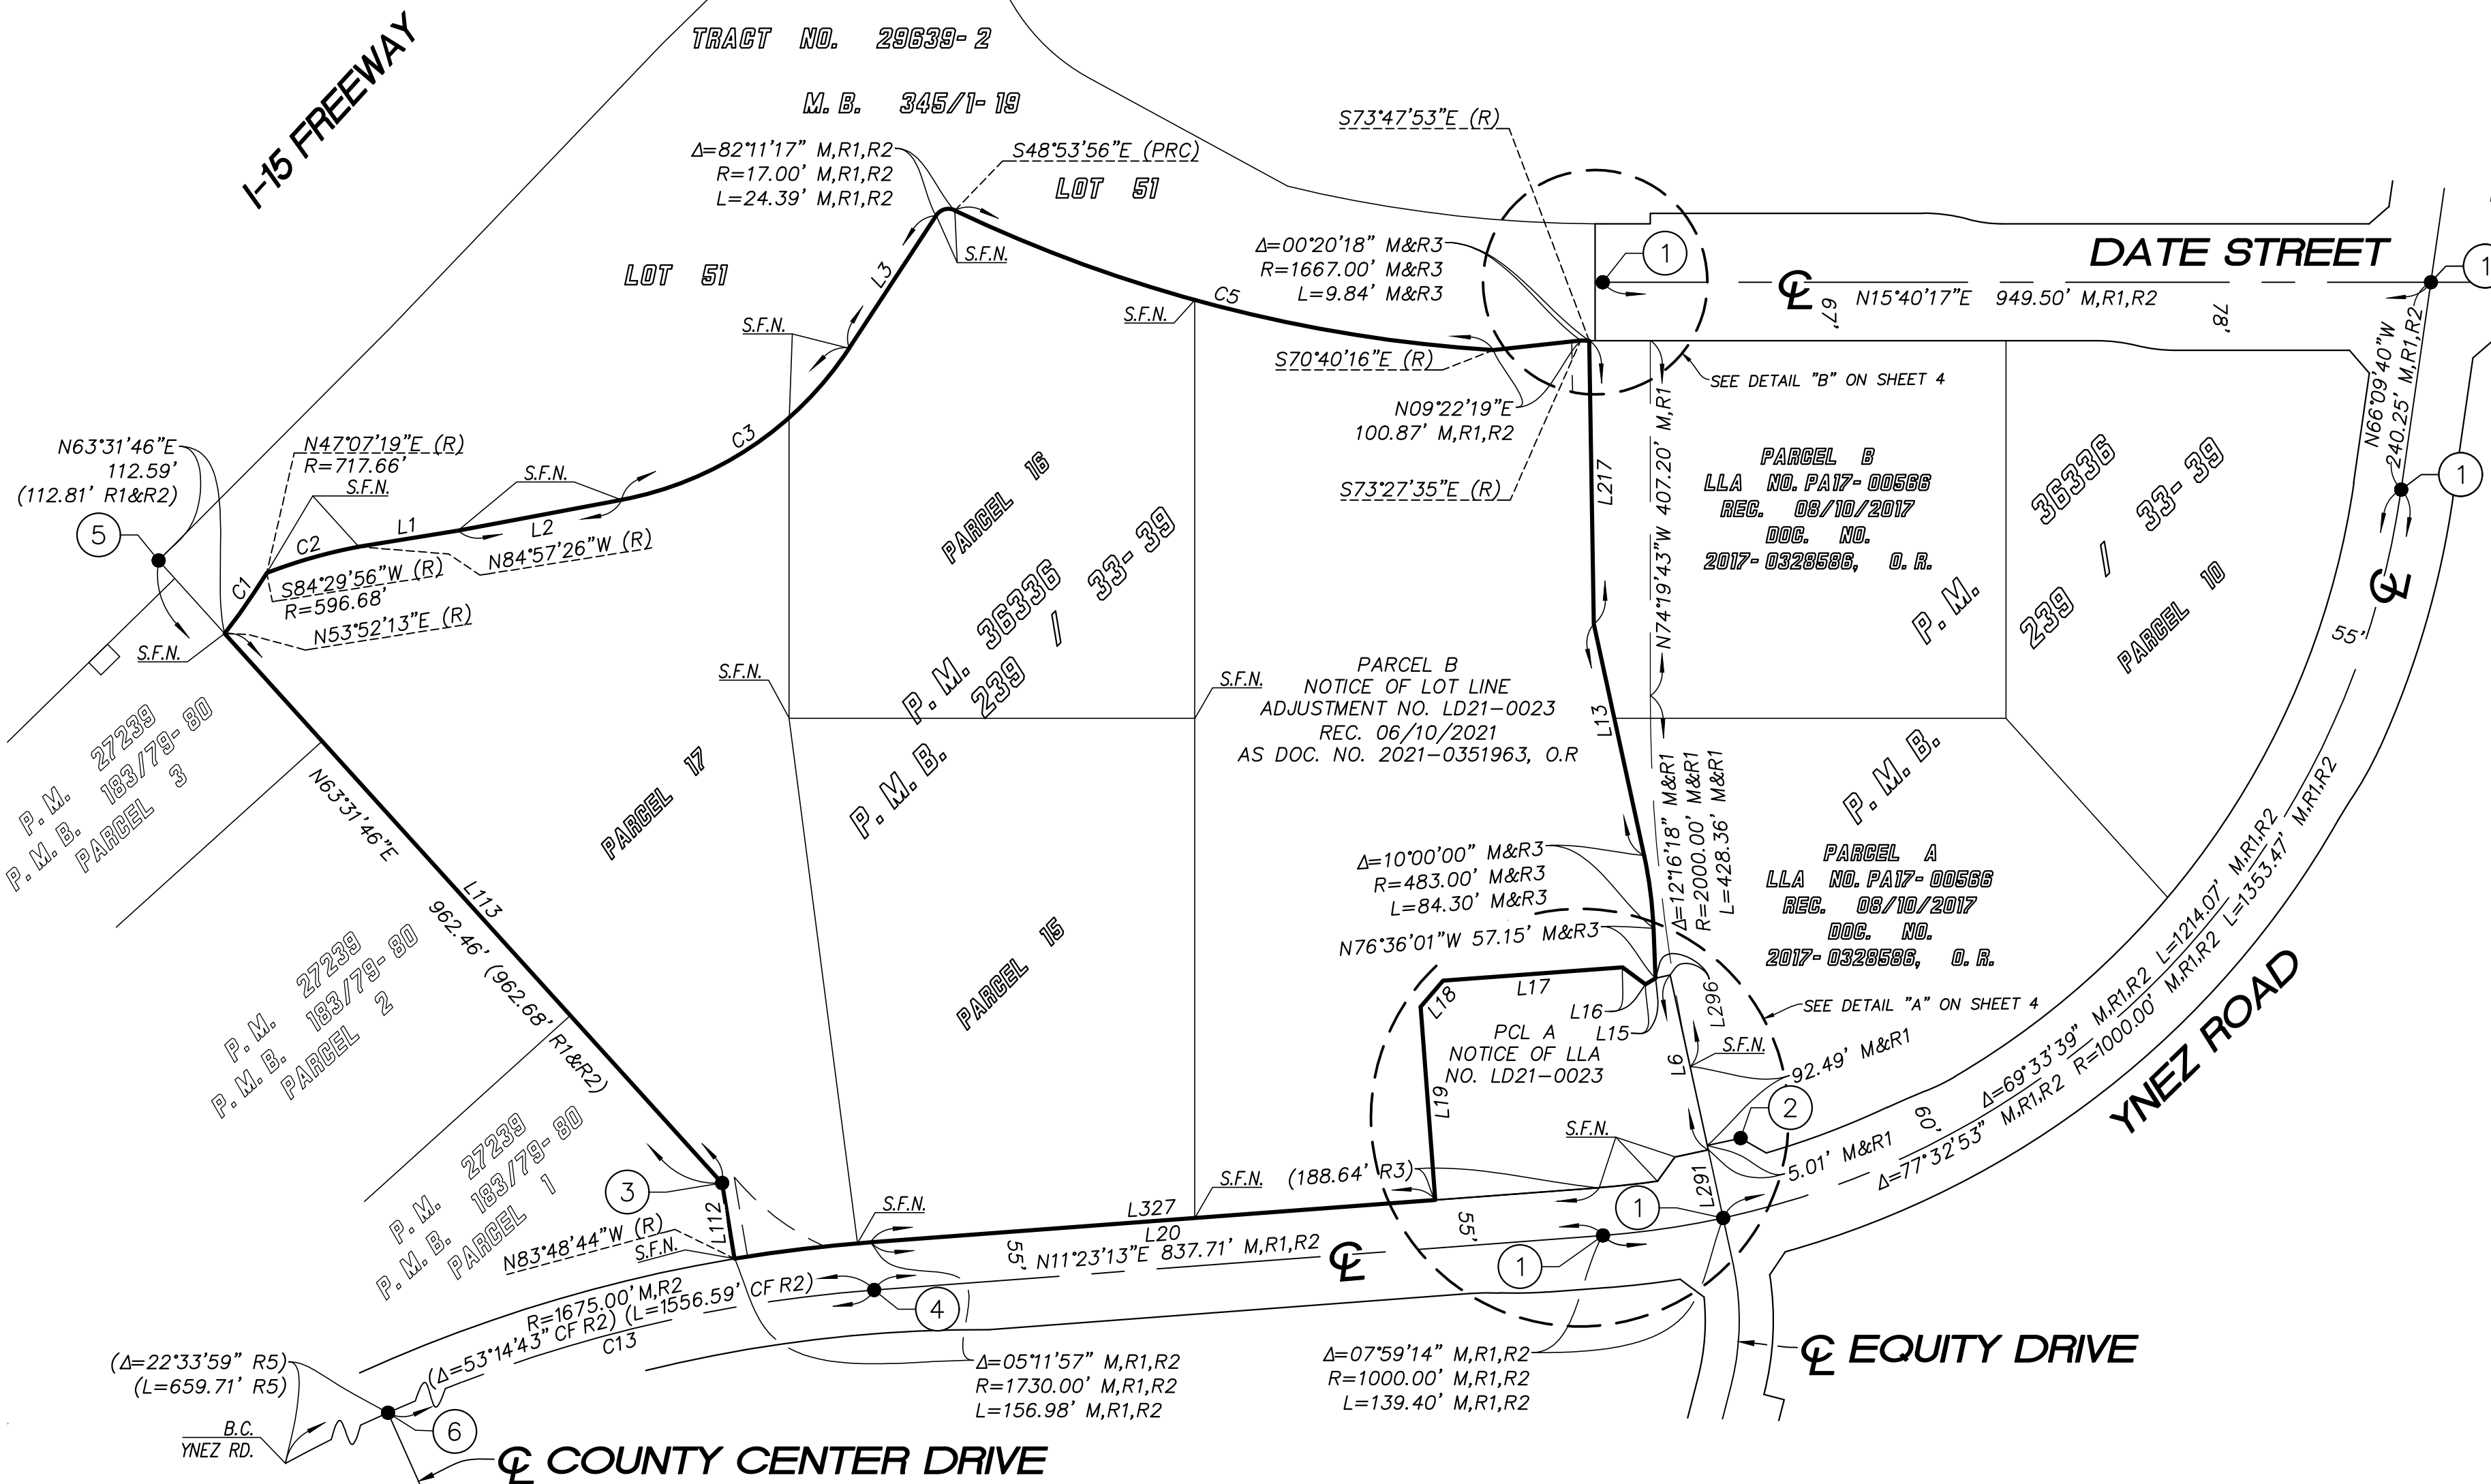 I-15 FREEWAY
TRACT NO. 29639-2
M.B. 345/1-19
Δ=82°11'17" M,R1,R2
R=17.00' M,R1,R2
L=24.39' M,R1,R2
S48°53'56"E (PRC)
LOT 51
S.F.N.
L3
LOT 51
S.F.N.
S73°47'53"E (R)
Δ=00°20'18" M&R3
R=1667.00' M&R3
L=9.84' M&R3
C5
S.F.N.
S70°40'16"E (R)
N09°22'19"E
100.87' M,R1,R2
S73°27'35"E (R)
1
DATE STREET
CL
N15°40'17"E 949.50' M,R1,R2
67'
78'
1
N66°09'40"W
240.25' M,R1,R2
1
SEE DETAIL "B" ON SHEET 4
N63°31'46"E
112.59'
(112.81' R1&R2)
5
N47°07'19"E (R)
R=717.66'
S.F.N.
S.F.N.
C3
C1
C2
L1
L2
S84°29'56"W (R)
R=596.68'
N84°57'26"W (R)
N53°52'13"E (R)
S.F.N.
PARCEL 16
P.M. 36336
P.M.B. 239 / 33-39
S.F.N.
S.F.N.
L217
N74°19'43"W 407.20' M,R1
PARCEL B
LLA NO. PA17-00566
REC. 08/10/2017
DOC. NO.
2017-0328586, O.R.
P.M. 36336
P.M.B. 239 / 33-39
PARCEL 10
CL
55'
PARCEL B
NOTICE OF LOT LINE
ADJUSTMENT NO. LD21-0023
REC. 06/10/2021
AS DOC. NO. 2021-0351963, O.R
L13
P.M. 27239
P.M.B. 183/79-80
PARCEL 3
N63°31'46"E
L113
962.46' (962.68' R1&R2)
PARCEL 17
PARCEL 15
Δ=10°00'00" M&R3
R=483.00' M&R3
L=84.30' M&R3
N76°36'01"W 57.15' M&R3
Δ=12°16'18" M&R1
R=2000.00' M&R1
L=428.36' M&R1
PARCEL A
LLA NO. PA17-00566
REC. 08/10/2017
DOC. NO.
2017-0328586, O.R.
P.M. 27239
P.M.B. 183/79-80
PARCEL 2
L18
L17
L16
L15
L296
SEE DETAIL "A" ON SHEET 4
PCL A
NOTICE OF LLA
NO. LD21-0023
L19
L6
S.F.N.
92.49' M&R1
2
S.F.N.
5.01' M&R1
L291
60'
Δ=69°33'39" M,R1,R2 L=1214.07' M,R1,R2
Δ=77°32'53" M,R1,R2 R=1000.00' M,R1,R2 L=1353.47' M,R1,R2
YNEZ ROAD
P.M. 27239
P.M.B. 183/79-80
PARCEL 1
3
L112
N83°48'44"W (R)
S.F.N.
S.F.N.
S.F.N.
(188.64' R3)
L327
L20
55'
N11°23'13"E 837.71' M,R1,R2
CL
55'
1
1
4
R=1675.00' M,R2
(Δ=53°14'43" CF R2) (L=1556.59' CF R2)
C13
(Δ=22°33'59" R5)
(L=659.71' R5)
B.C.
YNEZ RD.
6
Δ=05°11'57" M,R1,R2
R=1730.00' M,R1,R2
L=156.98' M,R1,R2
Δ=07°59'14" M,R1,R2
R=1000.00' M,R1,R2
L=139.40' M,R1,R2
CL EQUITY DRIVE
CL COUNTY CENTER DRIVE